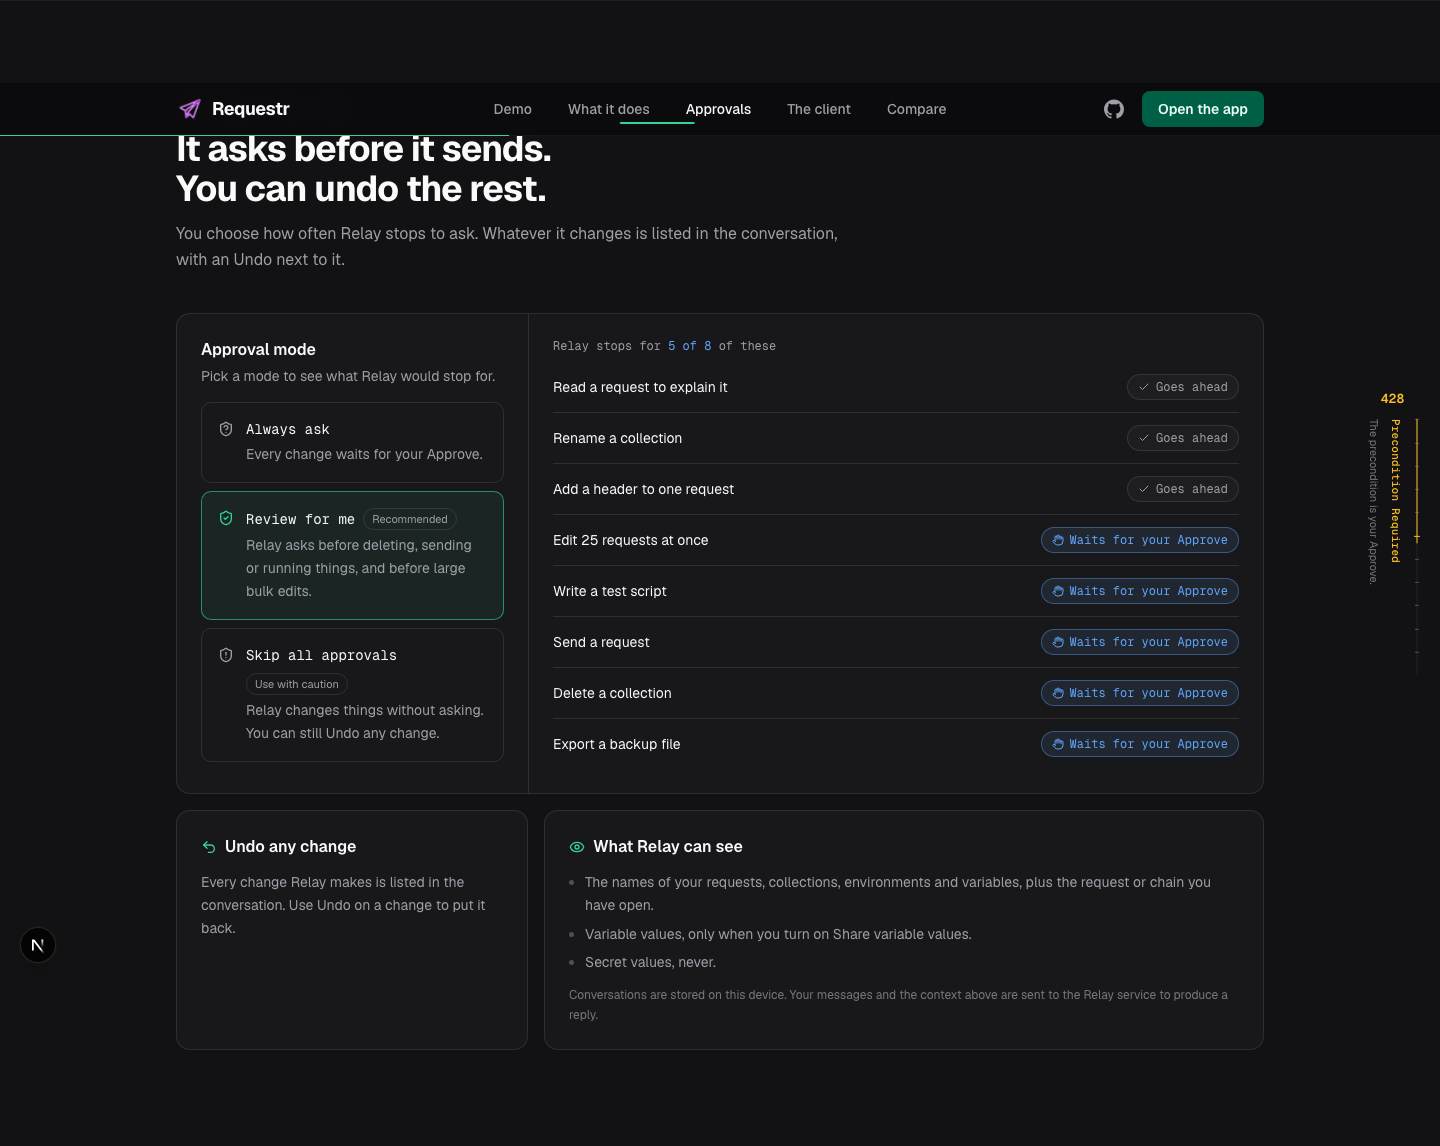 Requestr
Demo
What it does
Approvals
The client
Compare
Open the app
It asks before it sends.
You can undo the rest.
You choose how often Relay stops to ask. Whatever it changes is listed in the conversation,
with an Undo next to it.
Approval mode
Pick a mode to see what Relay would stop for.
Always ask
Every change waits for your Approve.
Review for me
Recommended
Relay asks before deleting, sending
or running things, and before large
bulk edits.
Skip all approvals
Use with caution
Relay changes things without asking.
You can still Undo any change.
Relay stops for 5 of 8 of these
Read a request to explain it
Goes ahead
Rename a collection
Goes ahead
Add a header to one request
Goes ahead
Edit 25 requests at once
Waits for your Approve
Write a test script
Waits for your Approve
Send a request
Waits for your Approve
Delete a collection
Waits for your Approve
Export a backup file
Waits for your Approve
428
Precondition Required
The precondition is your Approve.
Undo any change
Every change Relay makes is listed in the
conversation. Use Undo on a change to put it
back.
What Relay can see
The names of your requests, collections, environments and variables, plus the request or chain you
have open.
Variable values, only when you turn on Share variable values.
Secret values, never.
Conversations are stored on this device. Your messages and the context above are sent to the Relay service to produce a
reply.
N